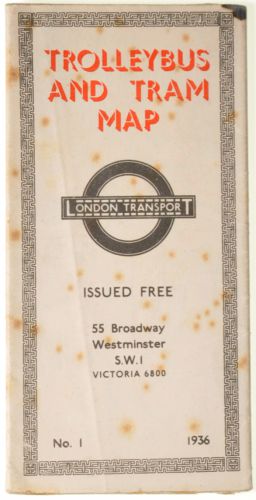 TROLLEYBUS
AND TRAM
MAP
LONDON TRANSPORT
ISSUED FREE
55 Broadway
Westminster
S.W.1
VICTORIA 6800
No. 1 1936